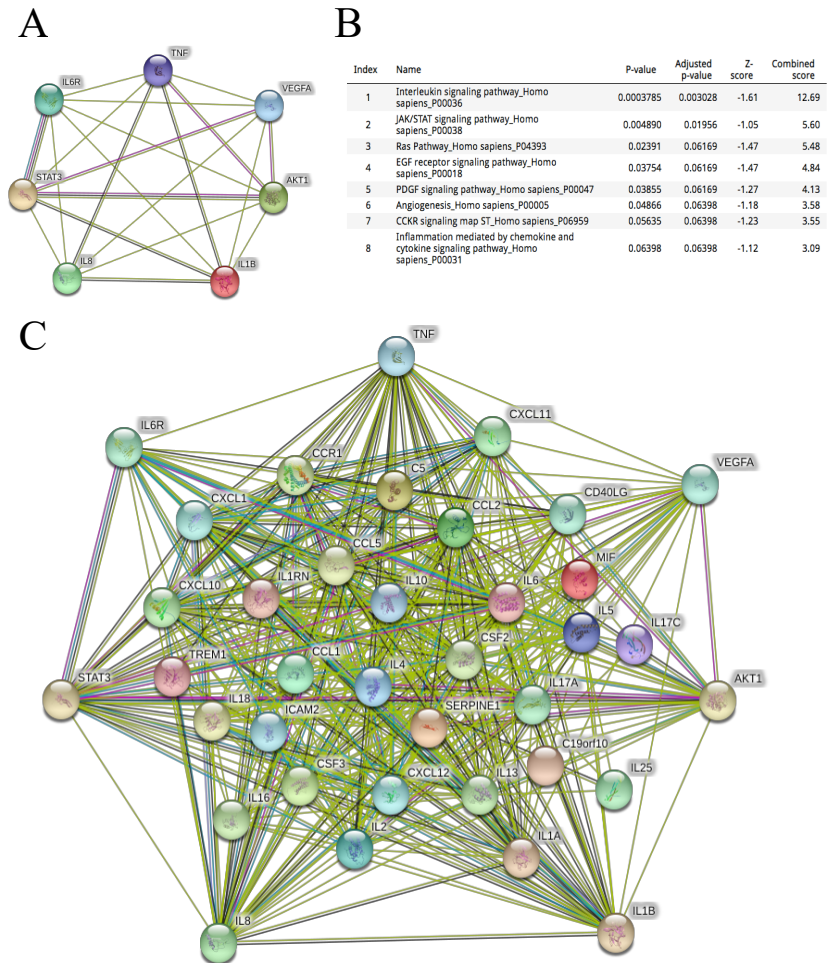 A
TNF
IL6R
VEGFA
STAT3
AKT1
IL8
IL1B
B
Index Name P-value Adjusted p-value Z-score Combined score
1 Interleukin signaling pathway_Homo sapiens_P00036 0.0003785 0.003028 -1.61 12.69
2 JAK/STAT signaling pathway_Homo sapiens_P00038 0.004890 0.01956 -1.05 5.60
3 Ras Pathway_Homo sapiens_P04393 0.02391 0.06169 -1.47 5.48
4 EGF receptor signaling pathway_Homo sapiens_P00018 0.03754 0.06169 -1.47 4.84
5 PDGF signaling pathway_Homo sapiens_P00047 0.03855 0.06169 -1.27 4.13
6 Angiogenesis_Homo sapiens_P00005 0.04866 0.06398 -1.18 3.58
7 CCKR signaling map ST_Homo sapiens_P06959 0.05635 0.06398 -1.23 3.55
8 Inflammation mediated by chemokine and cytokine signaling pathway_Homo sapiens_P00031 0.06398 0.06398 -1.12 3.09
C
TNF
CXCL11
IL6R
CCR1
C5
VEGFA
CXCL1
CCL2
CD40LG
CCL5
MIF
CXCL10
IL1RN
IL10
IL6
IL5
IL17C
TREM1
CCL1
CSF2
STAT3
IL4
IL17A
AKT1
IL18
ICAM2
SERPINE1
C19orf10
CSF3
CXCL12
IL13
IL25
IL16
IL2
IL1A
IL8
IL1B